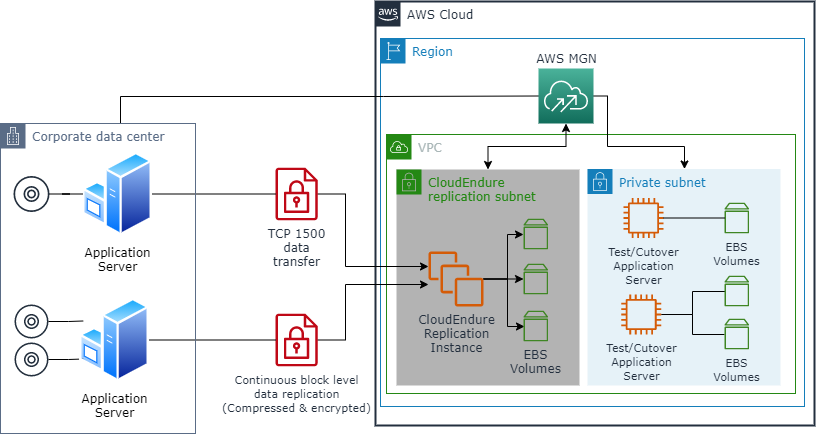 aws
AWS Cloud
Region
AWS MGN
Corporate data center
VPC
CloudEndure
replication subnet
Private subnet
Application
Server
TCP 1500
data
transfer
CloudEndure
Replication
Instance
EBS
Volumes
Test/Cutover
Application
Server
EBS
Volumes
Test/Cutover
Application
Server
EBS
Volumes
Application
Server
Continuous block level
data replication
(Compressed & encrypted)